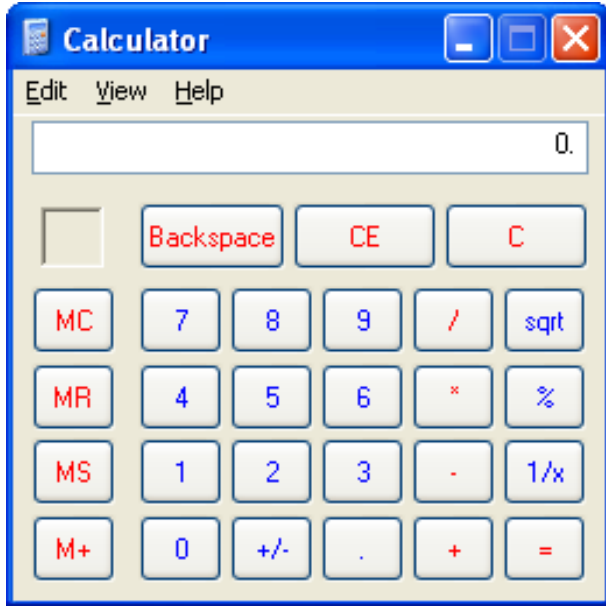 Calculator
Edit View Help
0.
Backspace CE C
MC 7 8 9 / sqrt
MR 4 5 6 * %
MS 1 2 3 - 1/x
M+ 0 +/- . + =